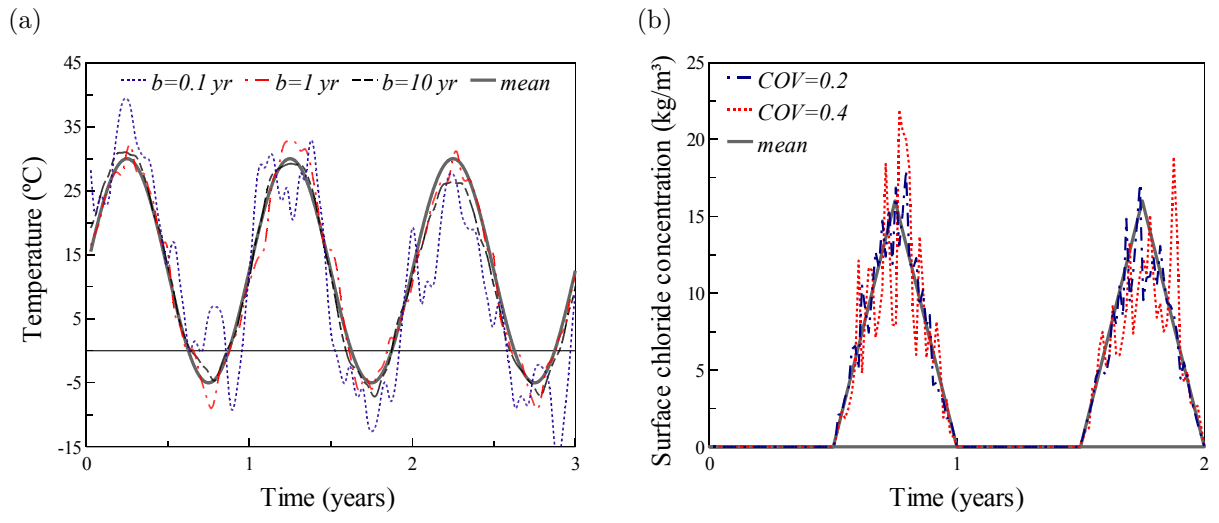 (a)
45
35
25
15
5
-5
-15
b=0.1 yr b=1 yr b=10 yr mean
Temperature (ºC)
0 1 2 3
Time (years)
(b)
25
20
15
10
5
0
COV=0.2
COV=0.4
mean
Surface chloride concentration (kg/m³)
0 1 2
Time (years)